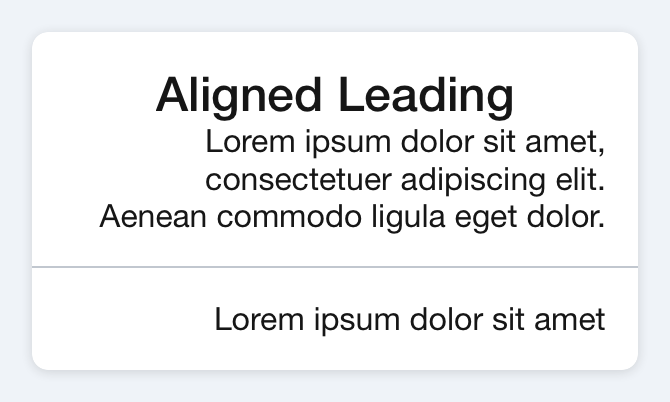 Aligned Leading
Lorem ipsum dolor sit amet,
consectetuer adipiscing elit.
Aenean commodo ligula eget dolor.
Lorem ipsum dolor sit amet